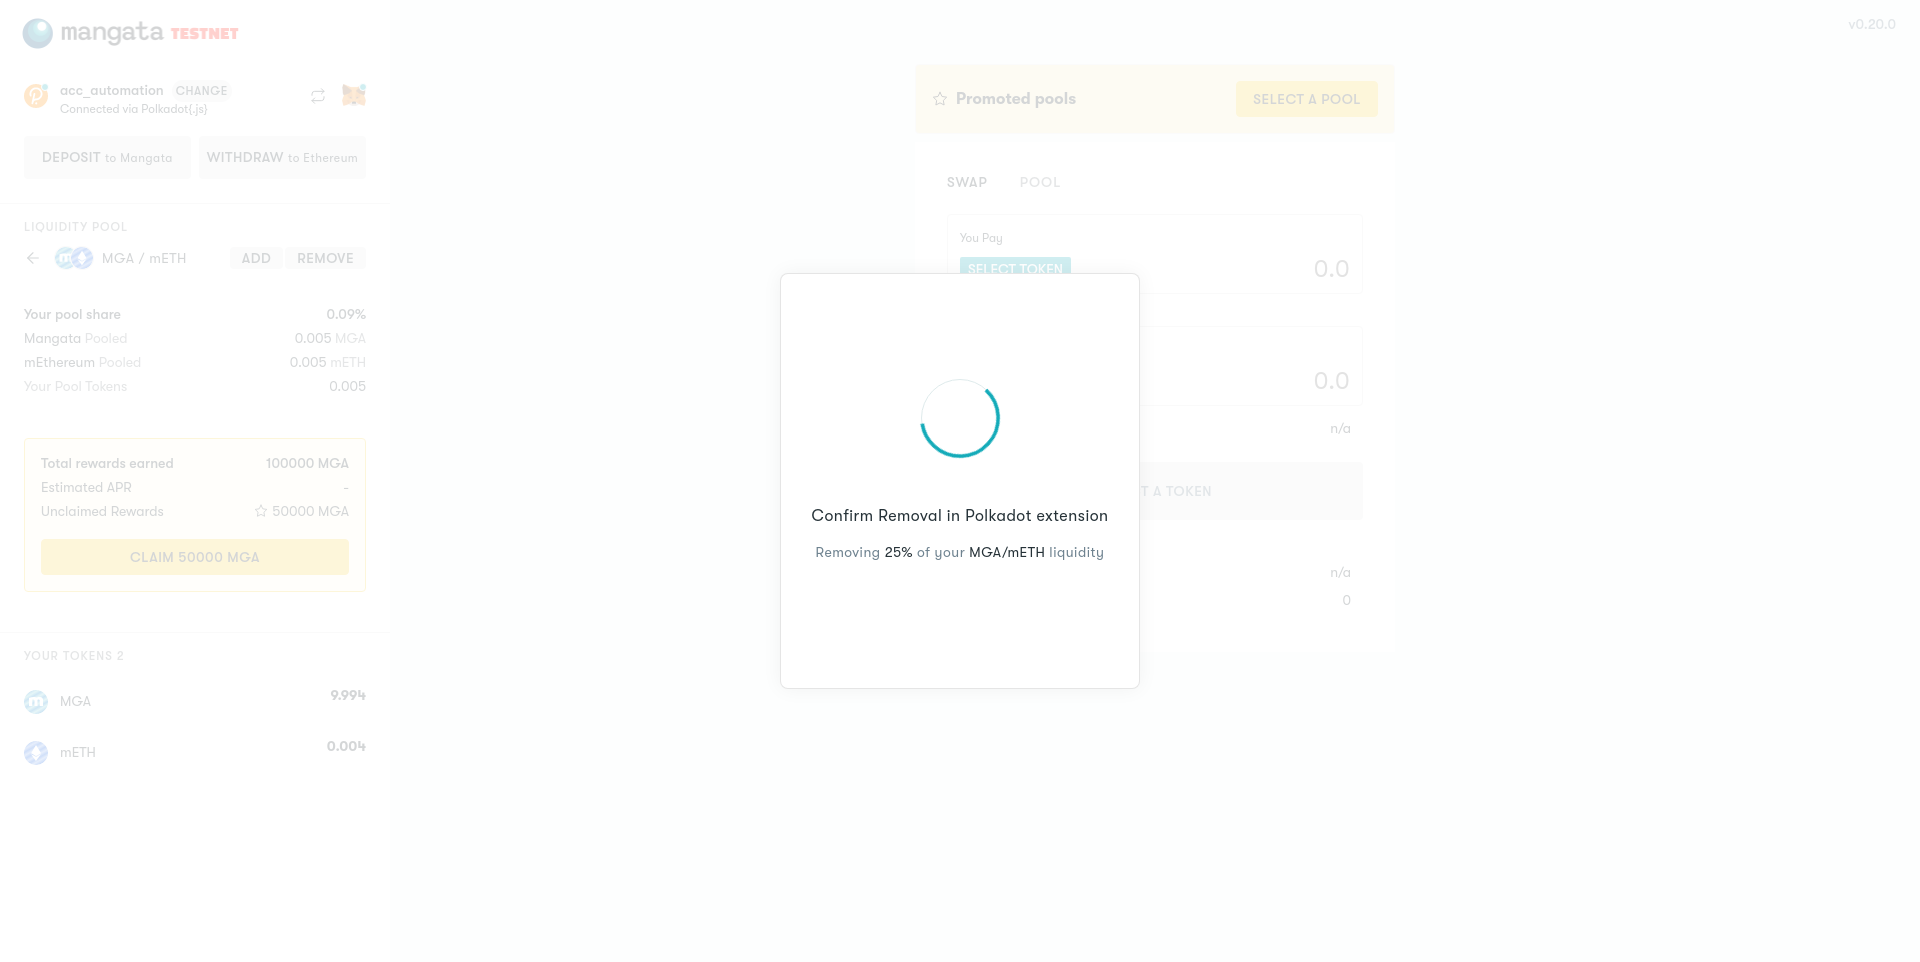 mangata TESTNET
v0.20.0
acc_automation CHANGE
Connected via Polkadot{.js}
DEPOSIT to Mangata
WITHDRAW to Ethereum
LIQUIDITY POOL
MGA / mETH
ADD
REMOVE
Your pool share 0.09%
Mangata Pooled 0.005 MGA
mEthereum Pooled 0.005 mETH
Your Pool Tokens 0.005
Total rewards earned 100000 MGA
Estimated APR -
Unclaimed Rewards 50000 MGA
CLAIM 50000 MGA
YOUR TOKENS 2
MGA 9.994
mETH 0.004
Promoted pools
SELECT A POOL
SWAP POOL
You Pay
SELECT TOKEN 0.0
0.0
n/a
T A TOKEN
n/a
0
Confirm Removal in Polkadot extension
Removing 25% of your MGA/mETH liquidity